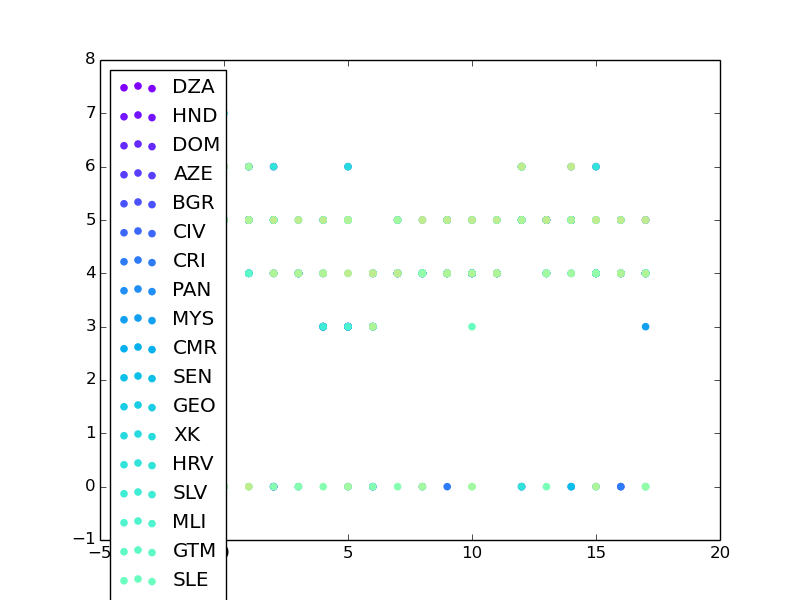 8
7
6
5
4
3
2
1
0
−1
−5
5
10
15
20
DZA
HND
DOM
AZE
BGR
CIV
CRI
PAN
MYS
CMR
SEN
GEO
XK
HRV
SLV
MLI
GTM
SLE